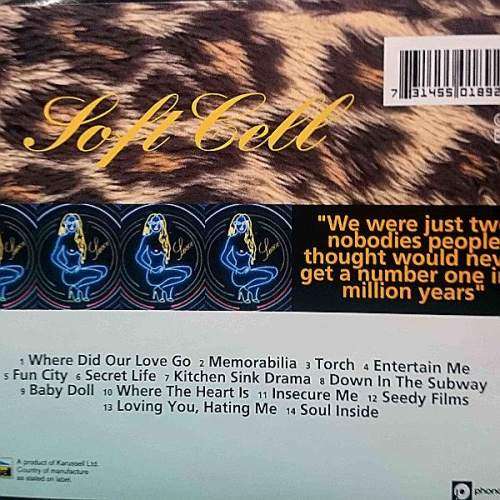 7 31455 01892
Soft Cell
"We were just tw
nobodies people
thought would nev
get a number one in
million years"
1 Where Did Our Love Go 2 Memorabilia 3 Torch 4 Entertain Me
5 Fun City 6 Secret Life 7 Kitchen Sink Drama 8 Down In The Subway
9 Baby Doll 10 Where The Heart Is 11 Insecure Me 12 Seedy Films
13 Loving You, Hating Me 14 Soul Inside
A product of Karussell Ltd.
Country of manufacture
as stated on label.
phono